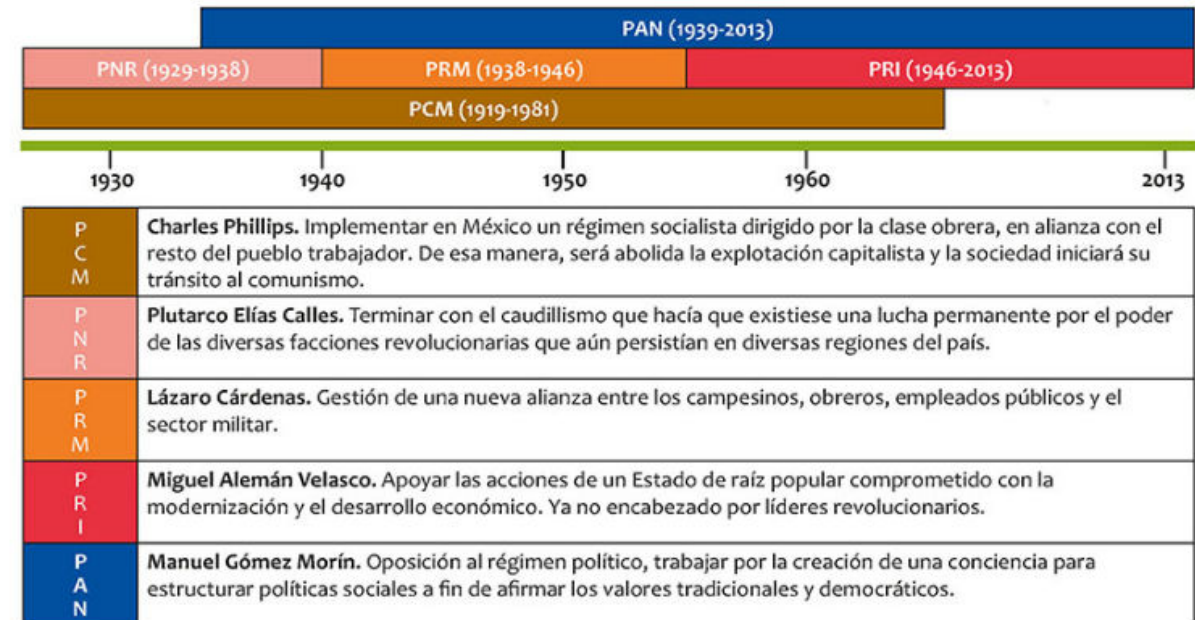 PAN (1939-2013)
PNR (1929-1938) PRM (1938-1946) PRI (1946-2013)
PCM (1919-1981)
1930 1940 1950 1960 2013
P
C
M
Charles Phillips. Implementar en México un régimen socialista dirigido por la clase obrera, en alianza con el
resto del pueblo trabajador. De esa manera, será abolida la explotación capitalista y la sociedad iniciará su
tránsito al comunismo.
P
N
R
Plutarco Elías Calles. Terminar con el caudillismo que hacía que existiese una lucha permanente por el poder
de las diversas facciones revolucionarias que aún persistían en diversas regiones del país.
P
R
M
Lázaro Cárdenas. Gestión de una nueva alianza entre los campesinos, obreros, empleados públicos y el
sector militar.
P
R
I
Miguel Alemán Velasco. Apoyar las acciones de un Estado de raíz popular comprometido con la
modernización y el desarrollo económico. Ya no encabezado por líderes revolucionarios.
P
A
N
Manuel Gómez Morín. Oposición al régimen político, trabajar por la creación de una conciencia para
estructurar políticas sociales a fin de afirmar los valores tradicionales y democráticos.